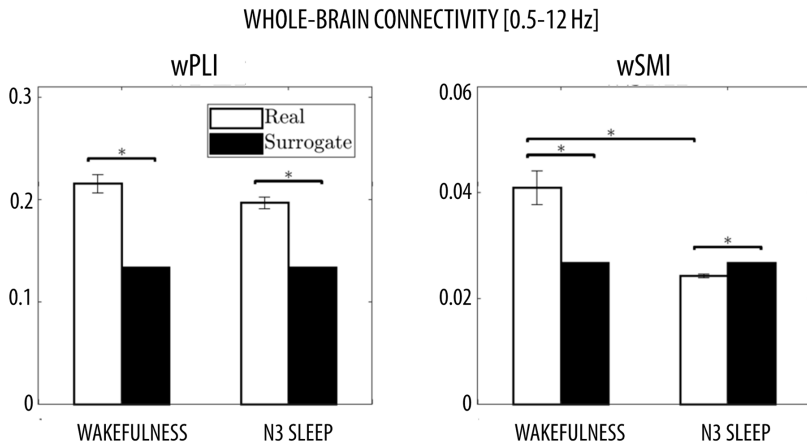 WHOLE-BRAIN CONNECTIVITY [0.5-12 Hz]
wPLI
0.3
0.2
0.1
0
Real
Surrogate
*
*
WAKEFULNESS
N3 SLEEP
wSMI
0.06
0.04
0.02
0
*
*
*
WAKEFULNESS
N3 SLEEP